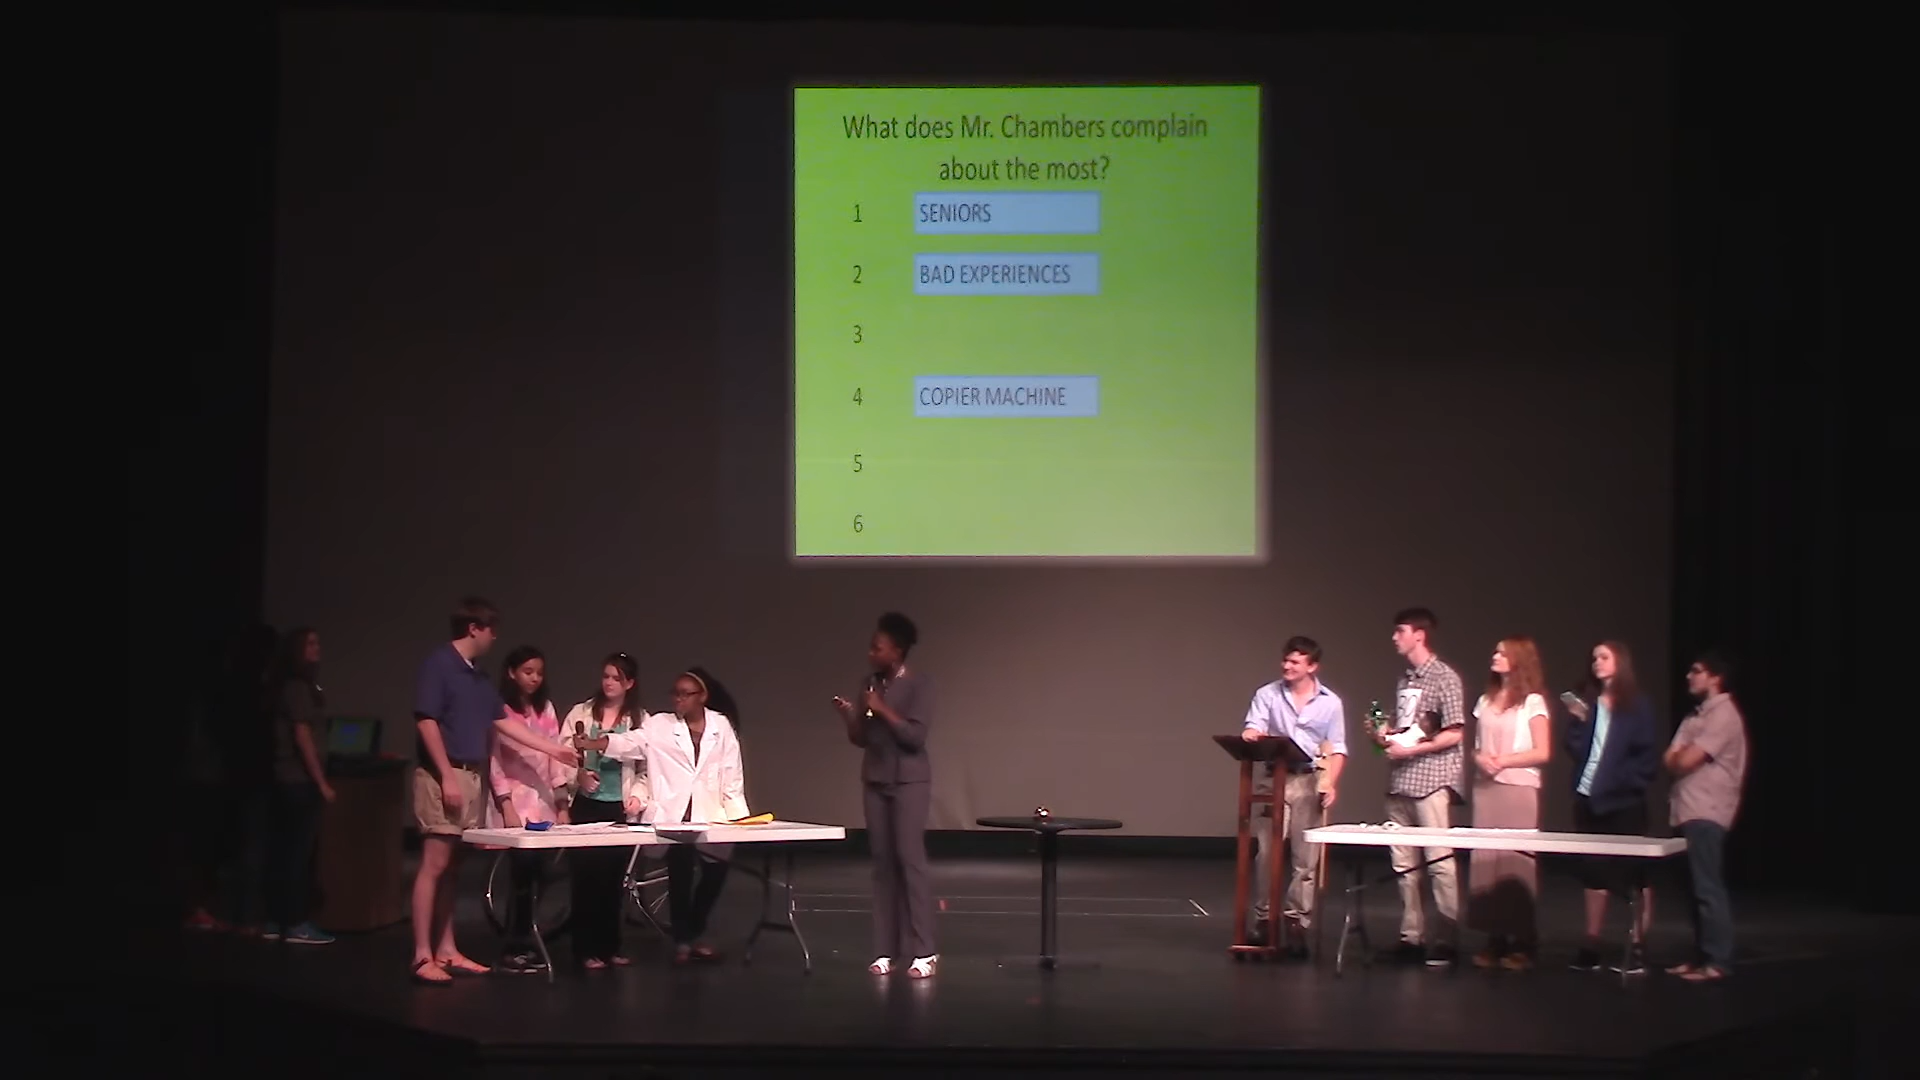 What does Mr. Chambers complain
about the most?
1 SENIORS
2 BAD EXPERIENCES
3
4 COPIER MACHINE
5
6